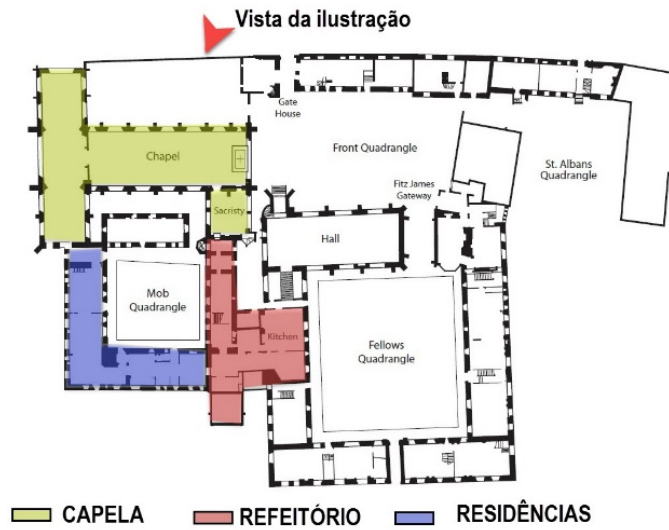 Vista da ilustração
Gate
House
Chapel
Front Quadrangle
St. Albans
Quadrangle
Fitz James
Gateway
Sacristy
Hall
Mob
Quadrangle
Kitchen
Fellows
Quadrangle
CAPELA
REFEITÓRIO
RESIDÊNCIAS